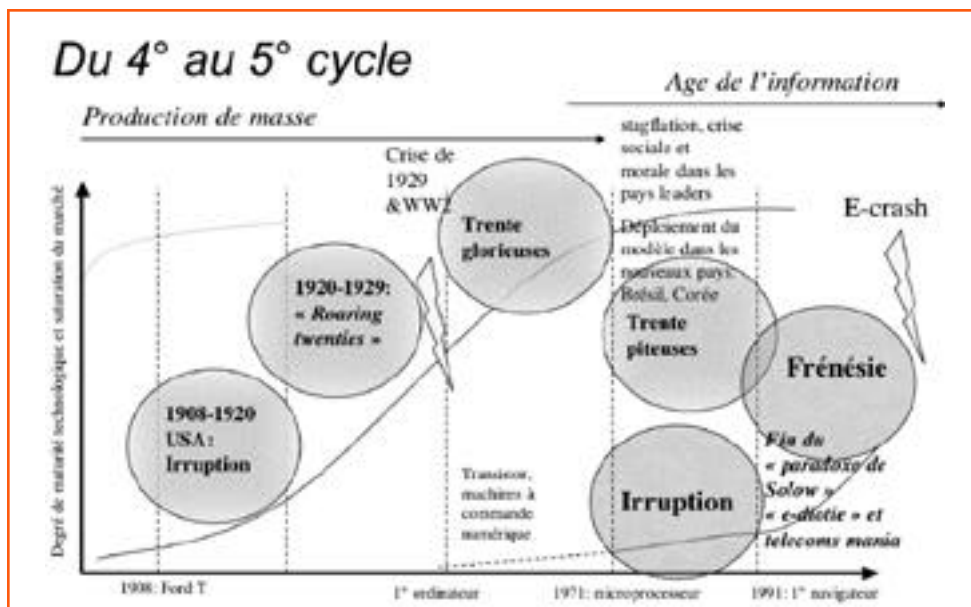 Du 4° au 5° cycle
Age de l'information
Production de masse
Crise de
1929
&WW2
stagflation, crise
sociale et
morale dans les
pays leaders
Déploiement du
modèle dans les
nouveaux pays:
Brésil, Corée
E-crash
Trente
glorieuses
1920-1929:
« Roaring
twenties »
Trente
piteuses
Frénésie
1908-1920
USA:
Irruption
Irruption
Transistor,
machines à
commande
numérique
Fin du
« paradoxe de
Solow »
« e-diotie » et
telecoms mania
Degré de maturité technologique et saturation du marché
1908: Ford T
1° ordinateur
1971: microprocesseur
1991: 1° navigateur